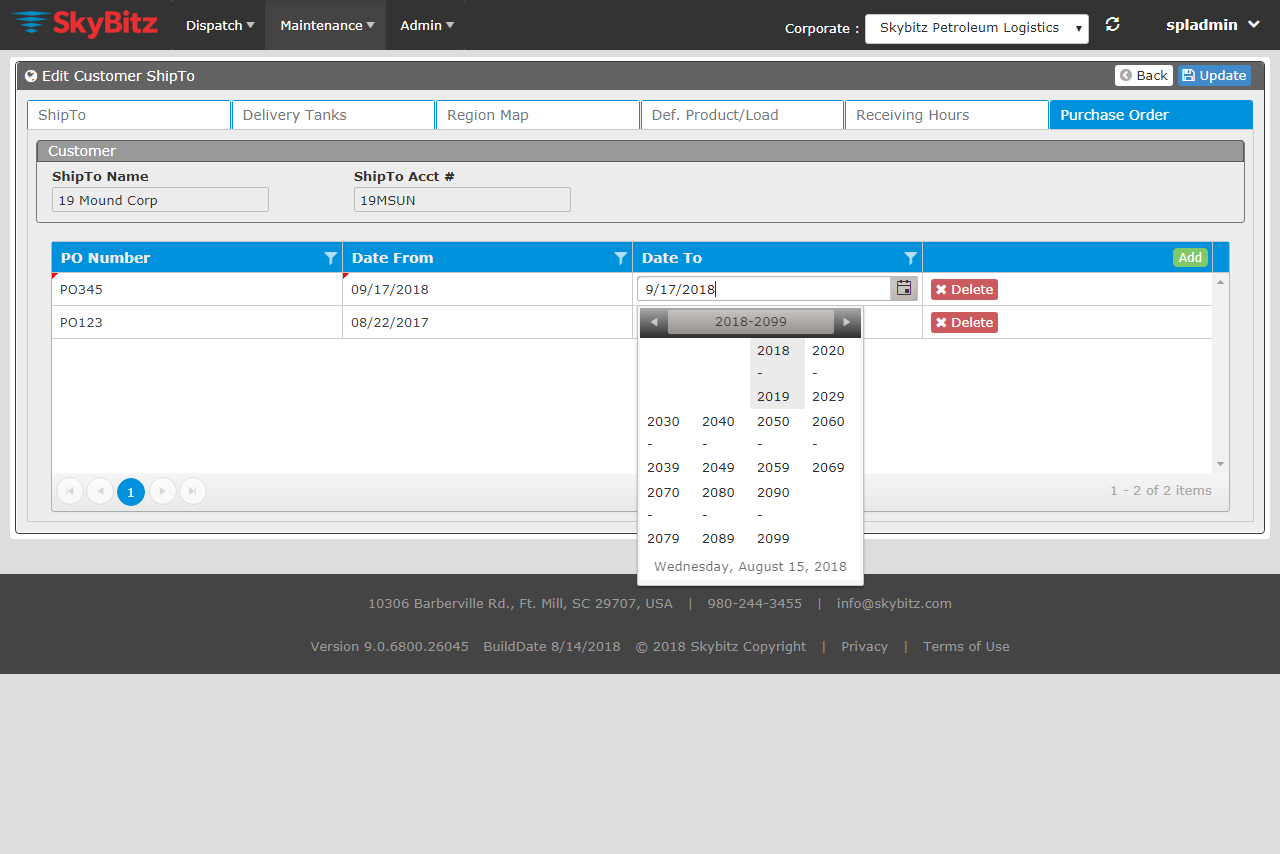 SkyBitz Dispatch Maintenance Admin Corporate : Skybitz Petroleum Logistics spladmin
Edit Customer ShipTo Back Update
ShipTo Delivery Tanks Region Map Def. Product/Load Receiving Hours Purchase Order
Customer
ShipTo Name ShipTo Acct #
19 Mound Corp 19MSUN
PO Number Date From Date To Add
PO345 09/17/2018 9/17/2018 Delete
PO123 08/22/2017 Delete
2018-2099
2018 2020
- -
2019 2029
2030 2040 2050 2060
- - - -
2039 2049 2059 2069
2070 2080 2090
- - -
2079 2089 2099
Wednesday, August 15, 2018
1
1 - 2 of 2 items
10306 Barberville Rd., Ft. Mill, SC 29707, USA | 980-244-3455 | info@skybitz.com
Version 9.0.6800.26045 BuildDate 8/14/2018 © 2018 Skybitz Copyright | Privacy | Terms of Use